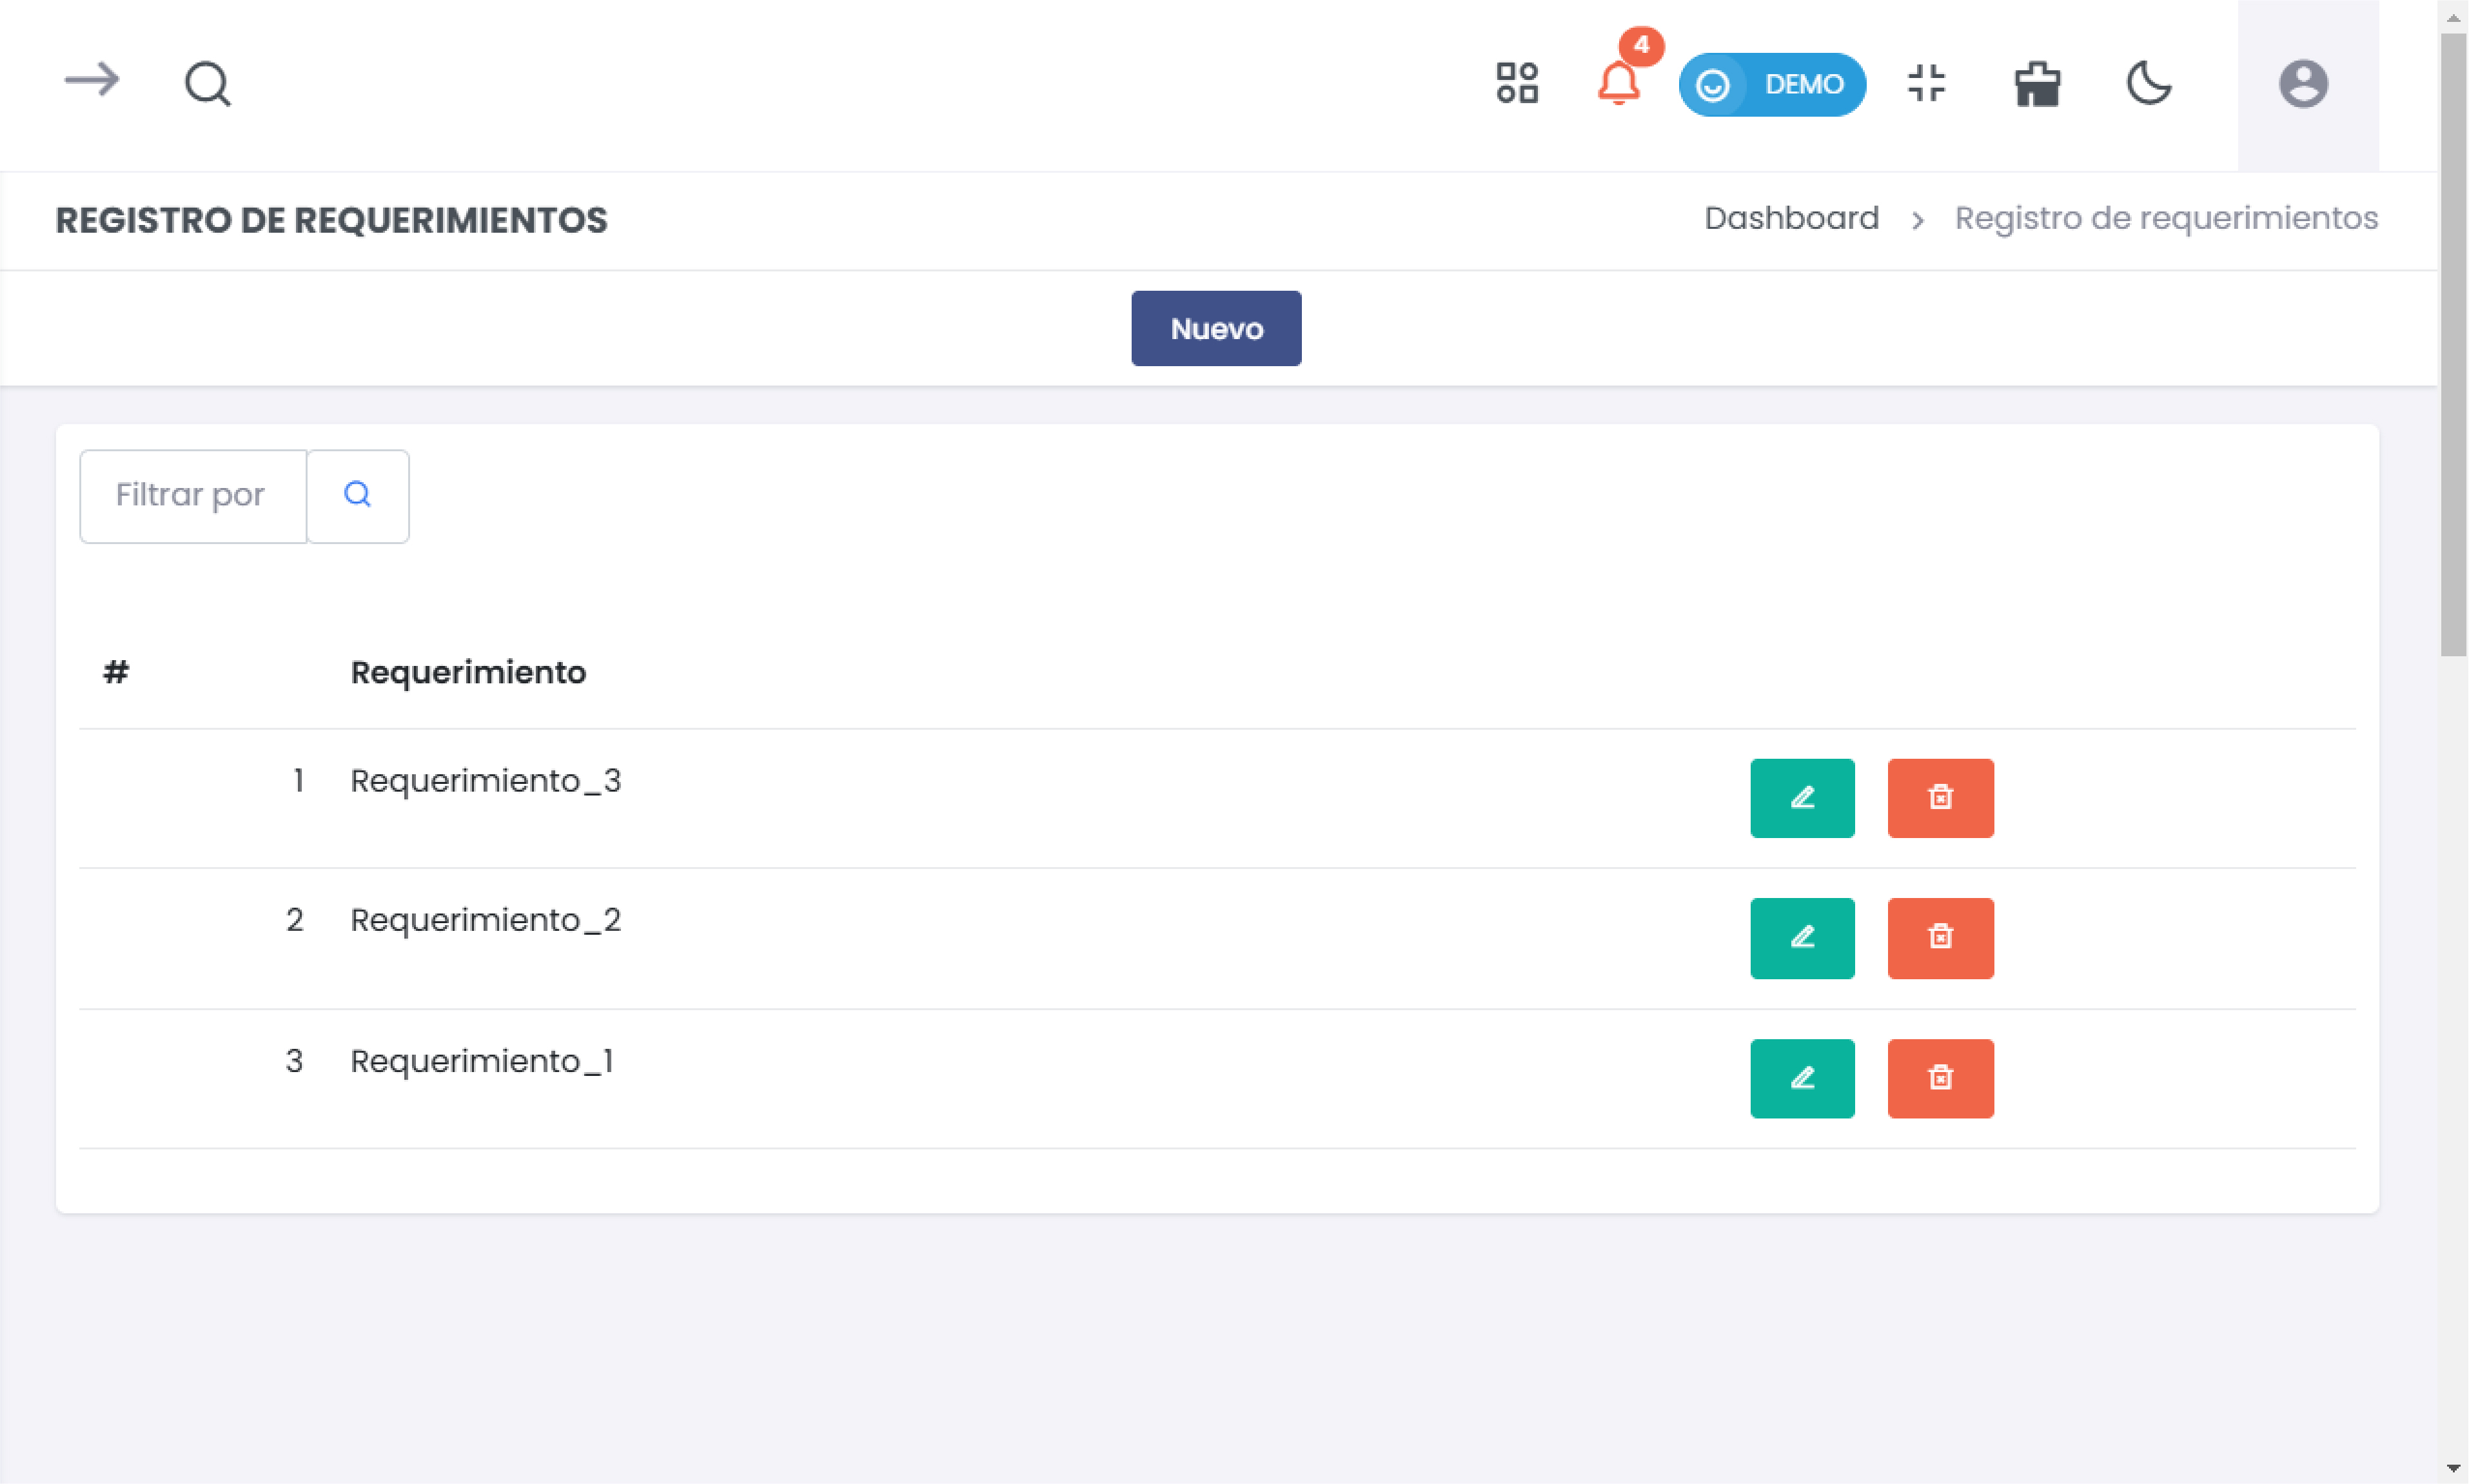 4
DEMO
REGISTRO DE REQUERIMIENTOS
Dashboard > Registro de requerimientos
Nuevo
Filtrar por
# Requerimiento
1 Requerimiento_3
2 Requerimiento_2
3 Requerimiento_1